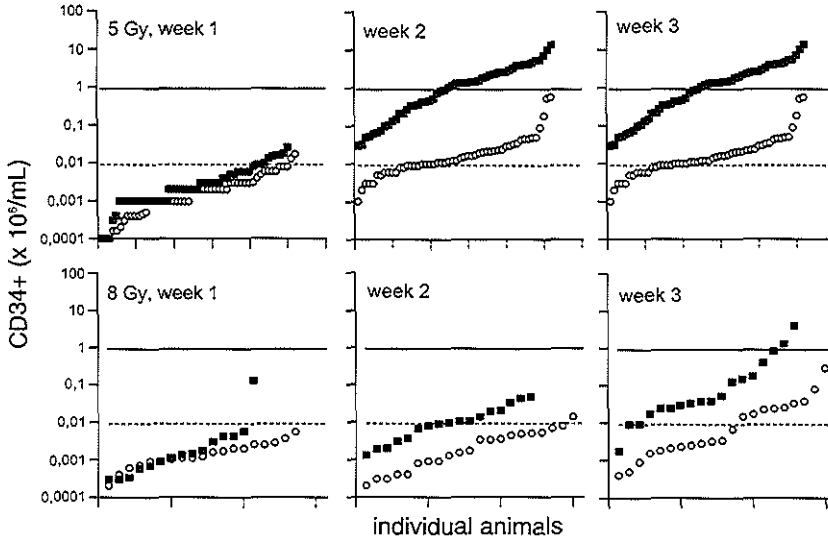 5 Gy, week 1
week 2
week 3
100
10
1
0,1
0,01
0,001
0,0001
8 Gy, week 1
week 2
week 3
100
10
1
0,1
0,01
0,001
0,0001
CD34+ (x 10⁶/mL)
individual animals